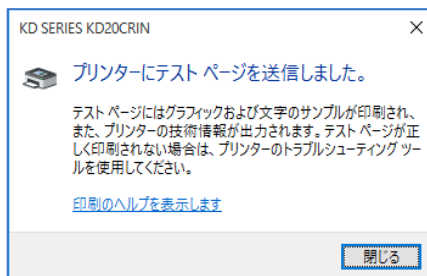 KD SERIES KD20CRIN
プリンターにテスト ページを送信しました。
テスト ページにはグラフィックおよび文字のサンプルが印刷され、
また、プリンターの技術情報が出力されます。テスト ページが正
しく印刷されない場合は、プリンターのトラブルシューティング ツー
ルを使用してください。
印刷のヘルプを表示します
閉じる